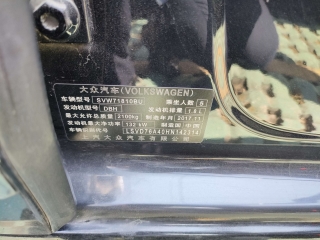 大众汽车(VOLKSWAGEN)
车辆型号 SVW71810BU 乘坐人数 5
发动机型号 DBH 发动机排量 1.8L
最大允许总质量 2100kg 制造年月 2017.11
发动机最大净功率 132kW 制造国 中国
车辆识别代号
上汽大众汽车有限公司